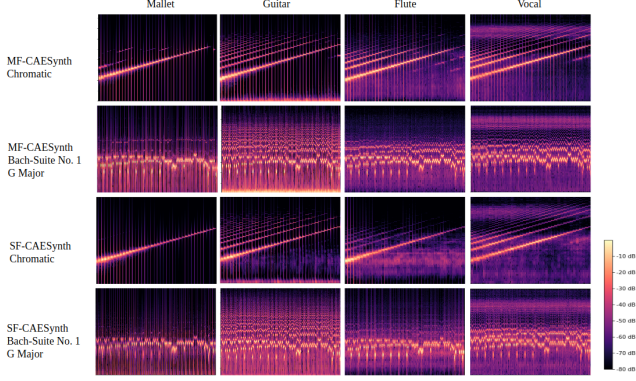 Mallet Guitar Flute Vocal
MF-CAESynth
Chromatic
MF-CAESynth
Bach-Suite No. 1
G Major
SF-CAESynth
Chromatic
SF-CAESynth
Bach-Suite No. 1
G Major
-10 dB
-20 dB
-30 dB
-40 dB
-50 dB
-60 dB
-70 dB
-80 dB